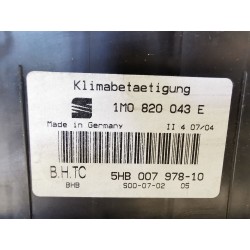 Klimabetaetigung
1M0 820 043 E
Made in Germany II 4 07/04
B.H.TC 5HB 007 978-10
BHB S00-07-02 05